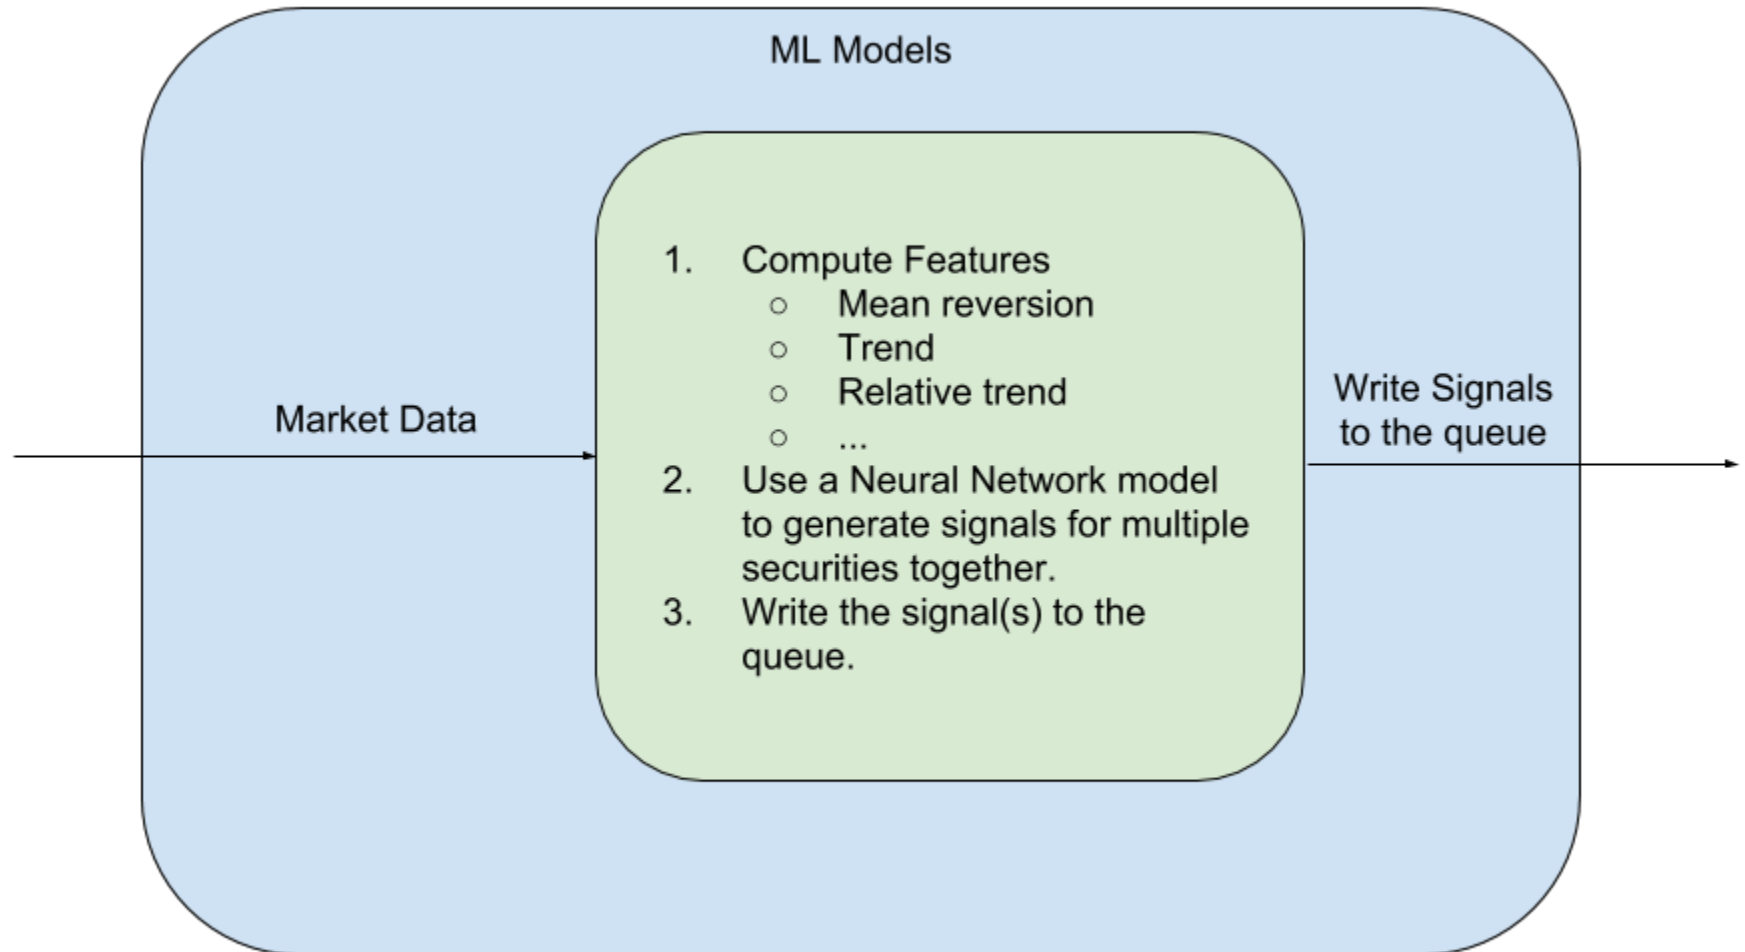 ML Models
Market Data
1. Compute Features
○ Mean reversion
○ Trend
○ Relative trend
○ ...
2. Use a Neural Network model
to generate signals for multiple
securities together.
3. Write the signal(s) to the
queue.
Write Signals
to the queue